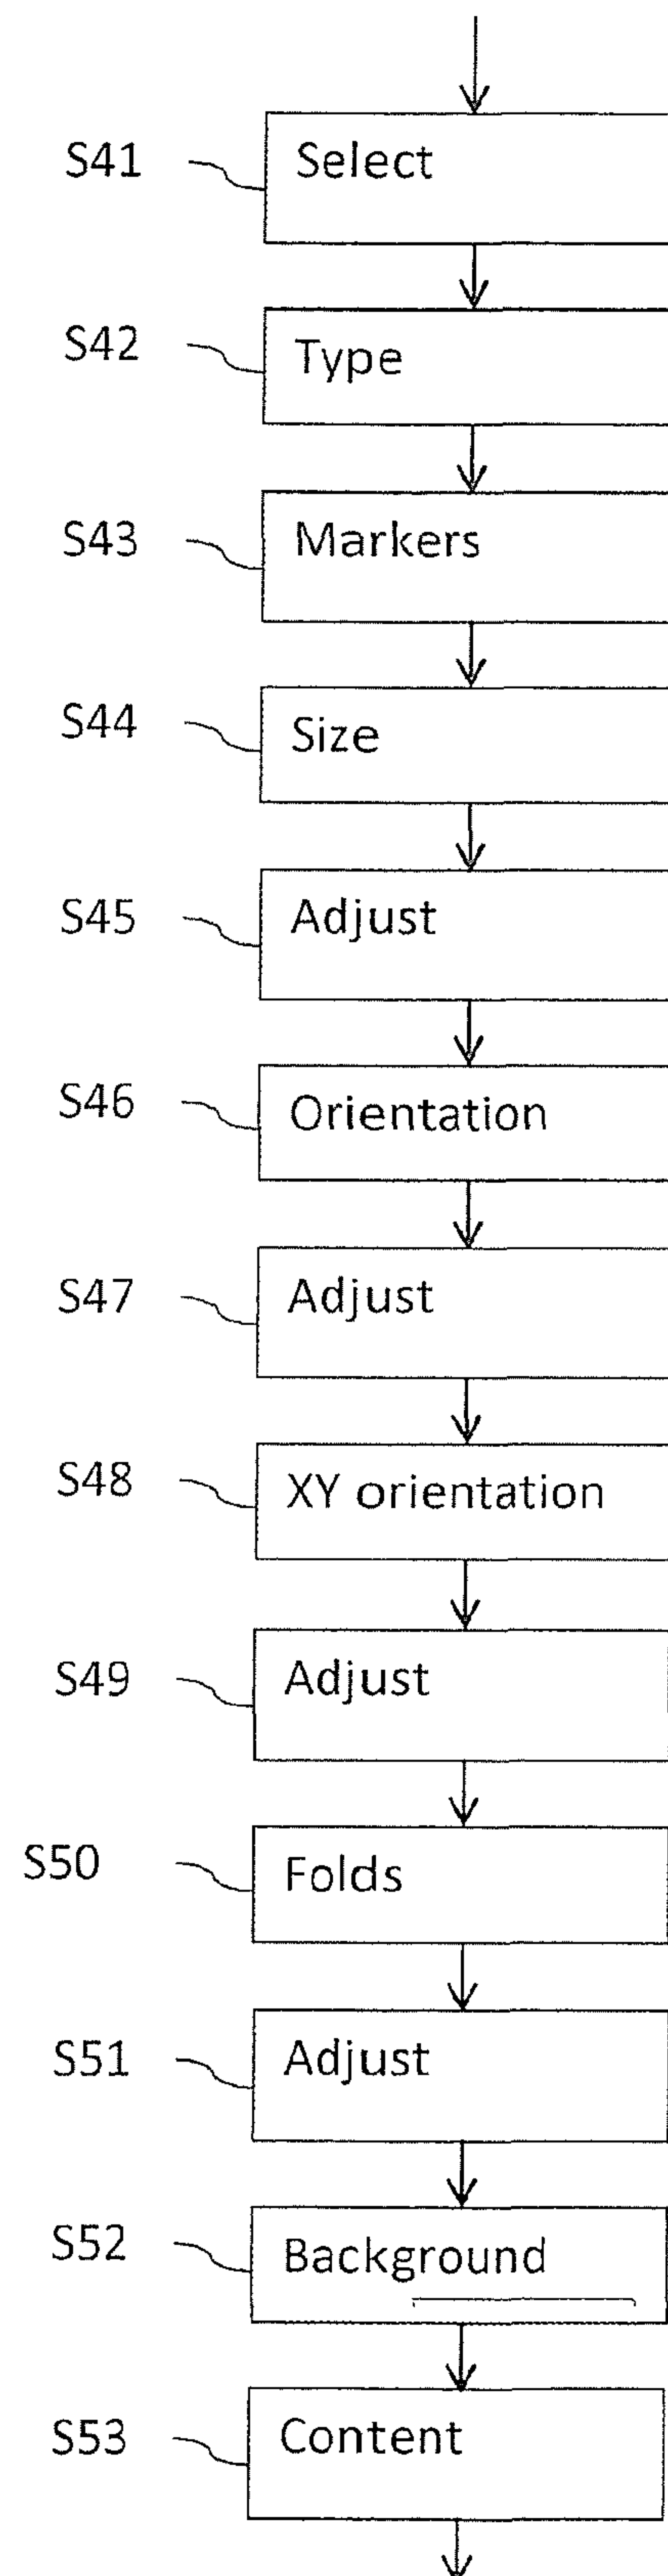 S41 Select
S42 Type
S43 Markers
S44 Size
S45 Adjust
S46 Orientation
S47 Adjust
S48 XY orientation
S49 Adjust
S50 Folds
S51 Adjust
S52 Background
S53 Content